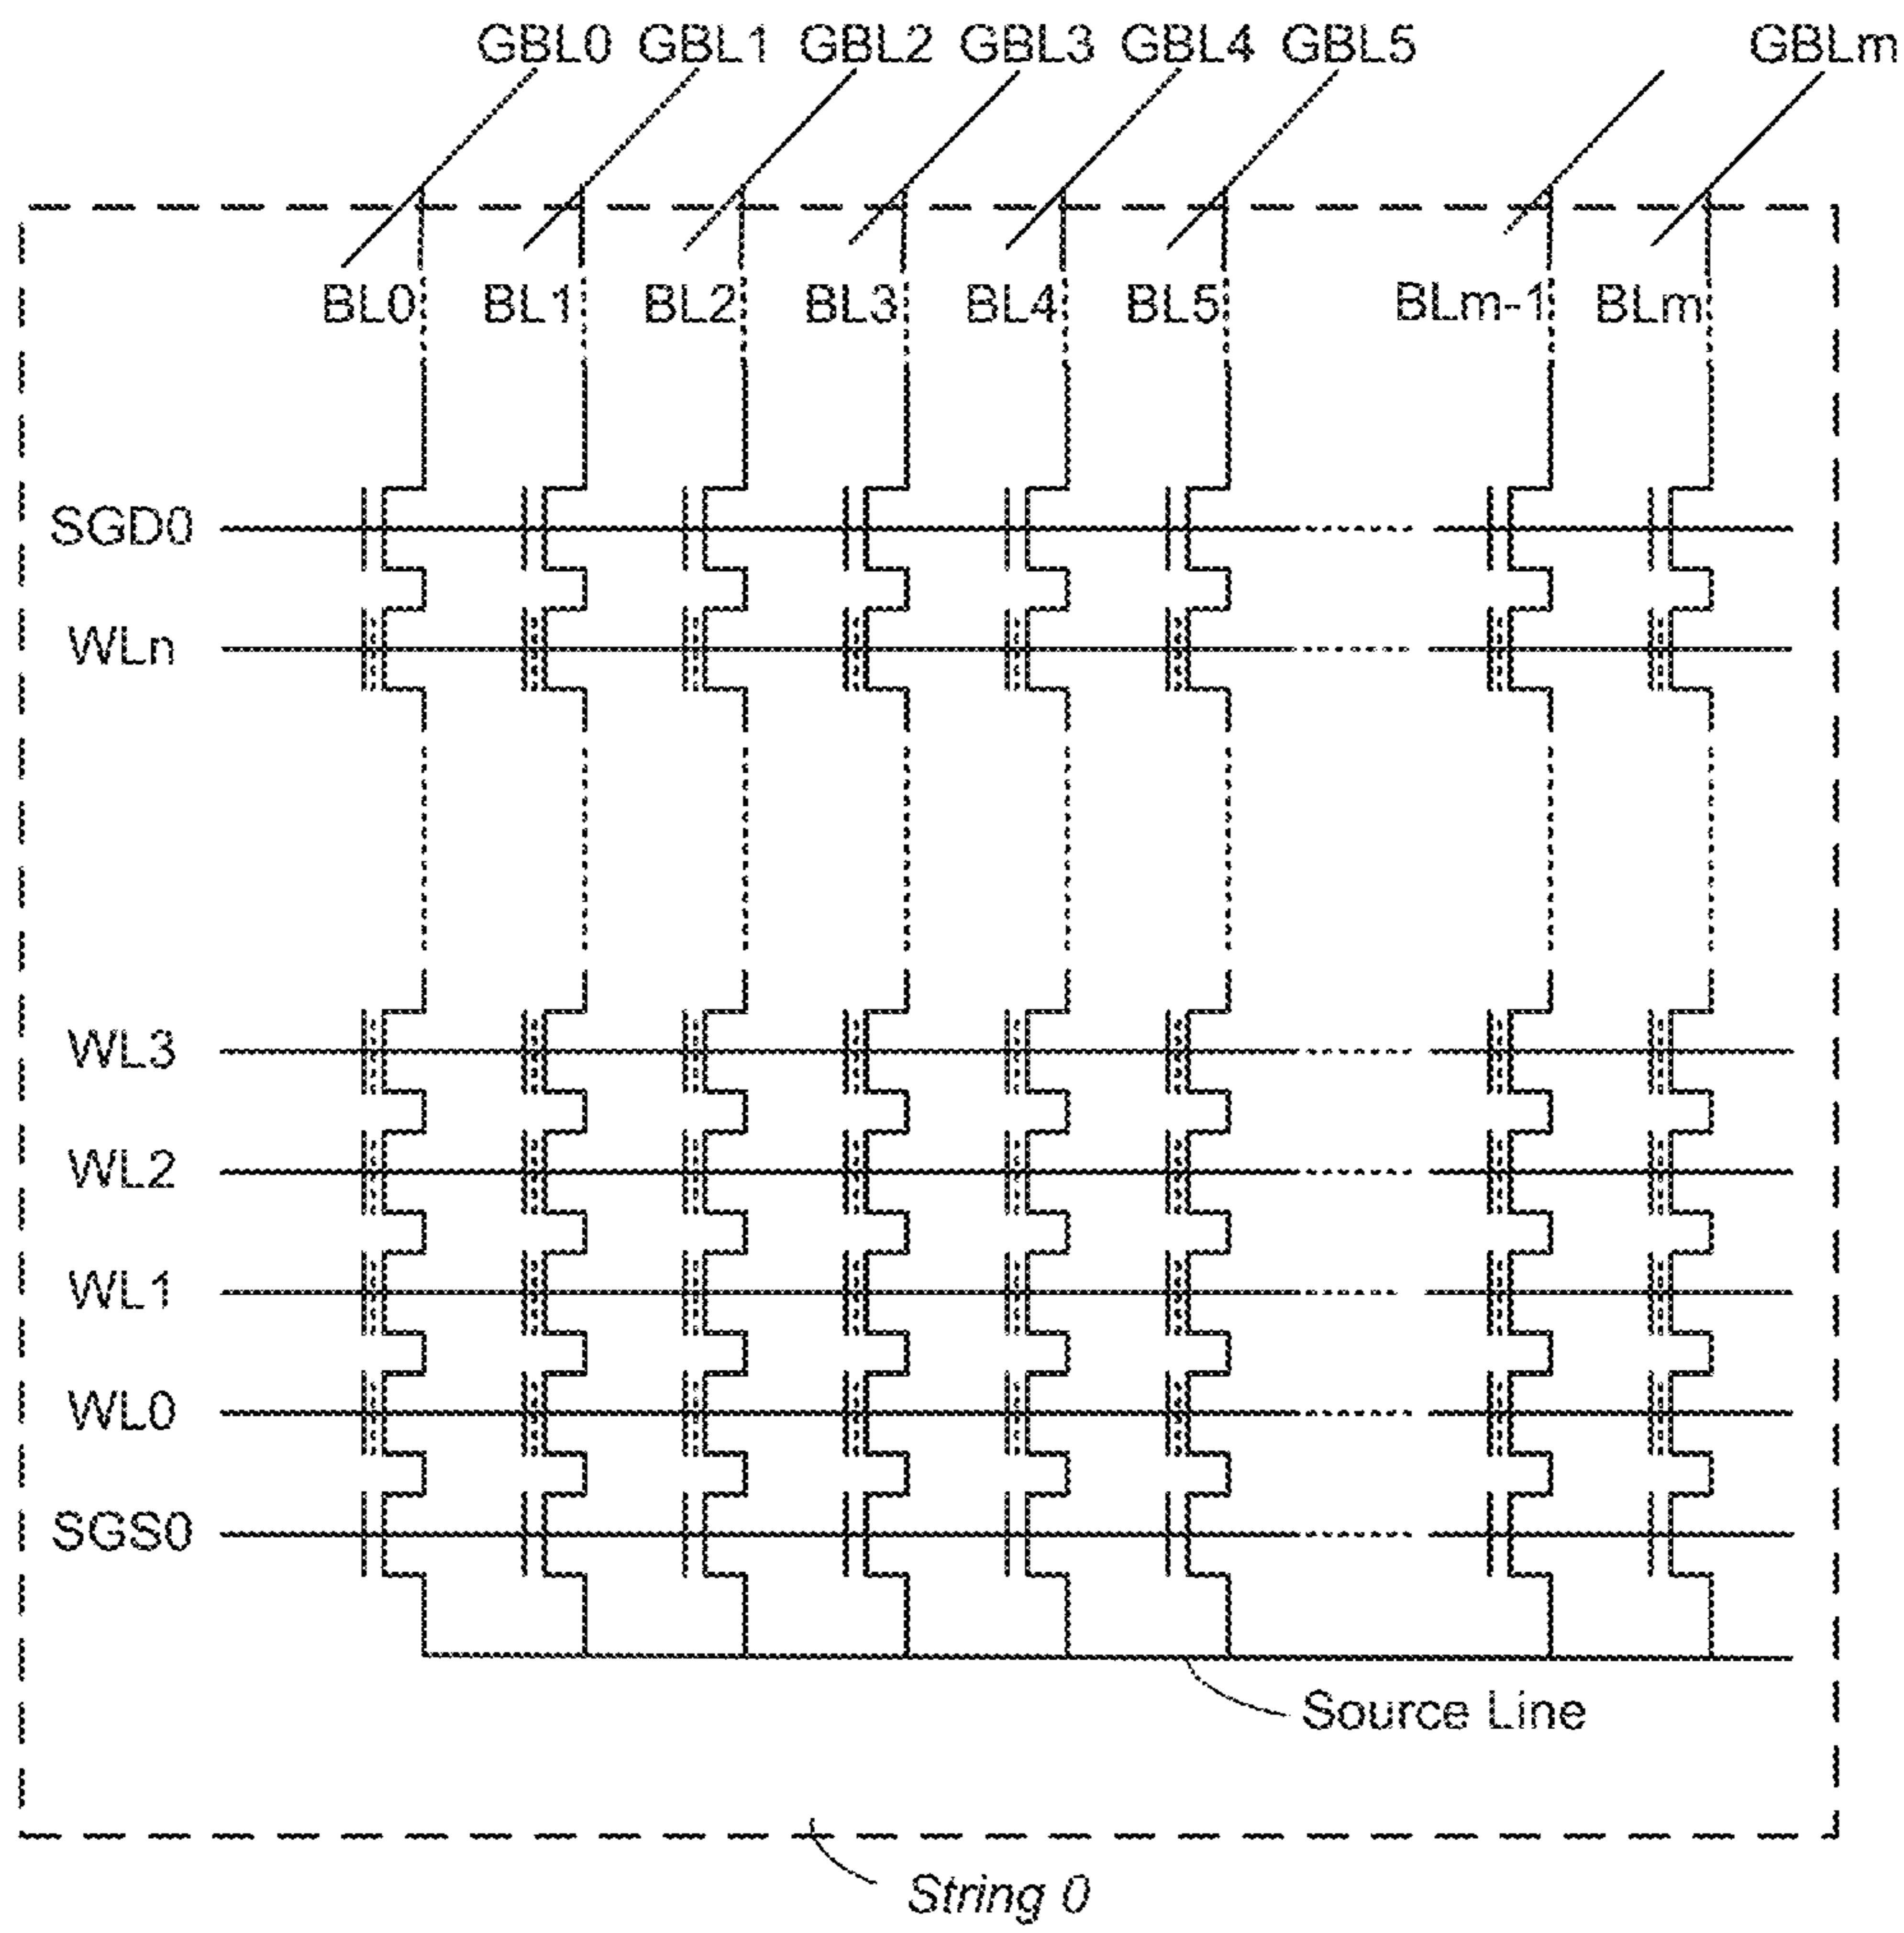 GBL0 GBL1 GBL2 GBL3 GBL4 GBL5 GBLm
BL0 BL1 BL2 BL3 BL4 BL5 BLm-1 BLm
SGD0
WLn
WL3
WL2
WL1
WL0
SGS0
Source Line
String 0